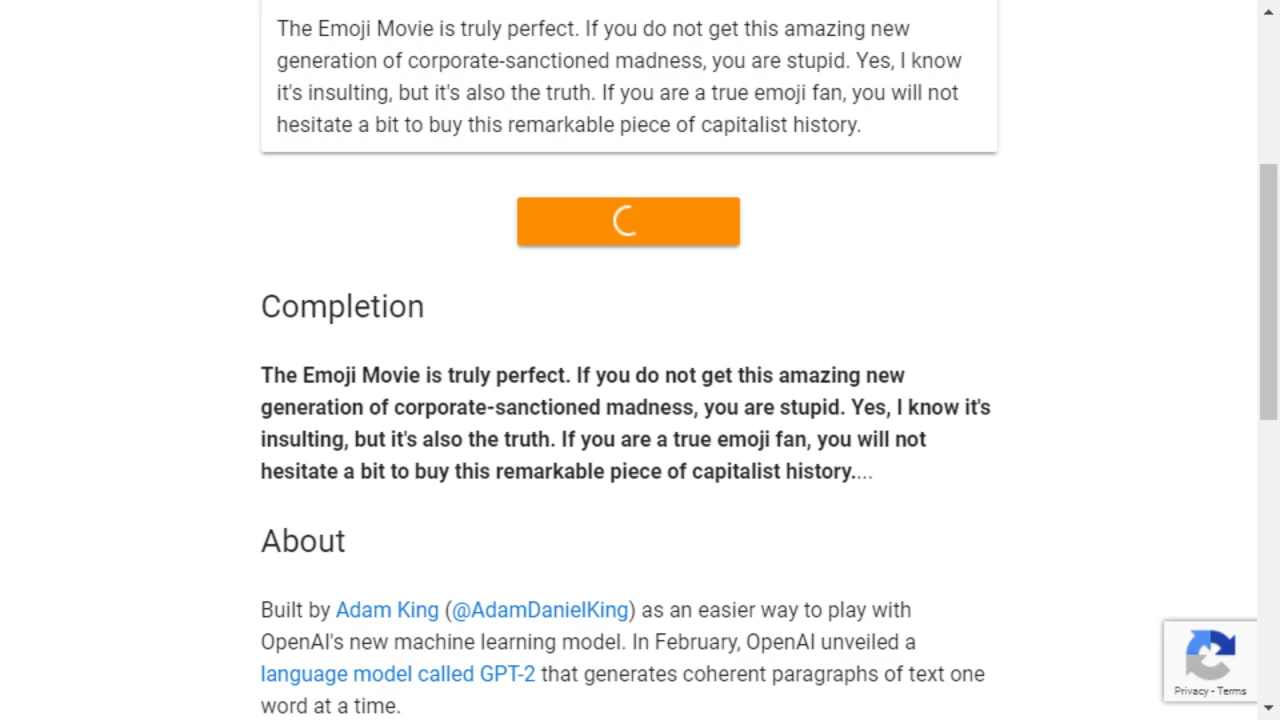 The Emoji Movie is truly perfect. If you do not get this amazing new
generation of corporate-sanctioned madness, you are stupid. Yes, I know
it's insulting, but it's also the truth. If you are a true emoji fan, you will not
hesitate a bit to buy this remarkable piece of capitalist history.
Completion
The Emoji Movie is truly perfect. If you do not get this amazing new
generation of corporate-sanctioned madness, you are stupid. Yes, I know it's
insulting, but it's also the truth. If you are a true emoji fan, you will not
hesitate a bit to buy this remarkable piece of capitalist history....
About
Built by Adam King (@AdamDanielKing) as an easier way to play with
OpenAI's new machine learning model. In February, OpenAI unveiled a
language model called GPT-2 that generates coherent paragraphs of text one
word at a time.
Privacy - Terms